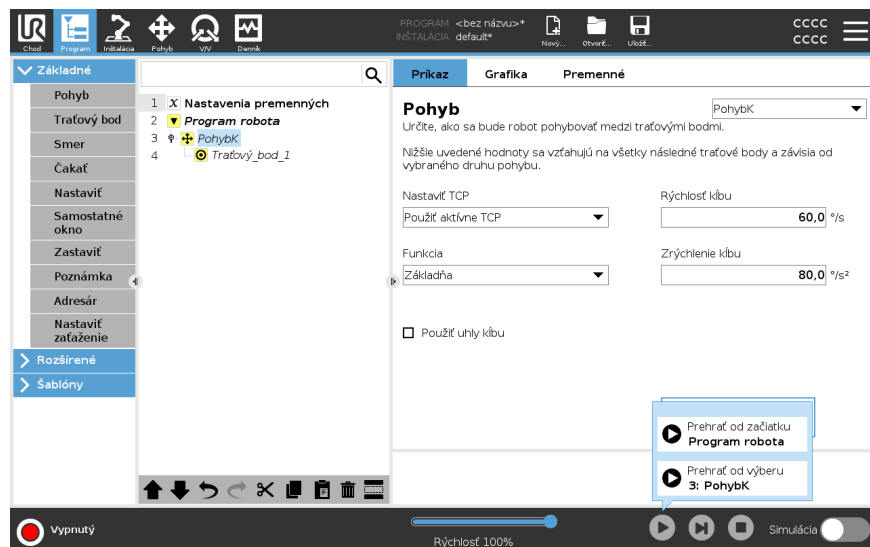 Chod
Program
Inštalácia
Pohyb
V/V
Denník
PROGRAM <bez názvu>*
INŠTALÁCIA default*
Nový...
Otvoriť...
Uložiť...
CCCC
CCCC
Základné
Pohyb
Traťový bod
Smer
Čakať
Nastaviť
Samostatné
okno
Zastaviť
Poznámka
Adresár
Nastaviť
zaťaženie
Rozšírené
Šablóny
1 X Nastavenia premenných
2 Program robota
3 PohybK
4 Traťový_bod_1
Príkaz Grafika Premenné
Pohyb
PohybK
Určite, ako sa bude robot pohybovať medzi traťovými bodmi.
Nižšie uvedené hodnoty sa vzťahujú na všetky následné traťové body a závisia od
vybraného druhu pohybu.
Nastaviť TCP
Rýchlosť kĺbu
Použiť aktívne TCP
60,0 °/s
Funkcia
Zrýchlenie kĺbu
Základňa
80,0 °/s²
Použiť uhly kĺbu
Prehrať od začiatku
Program robota
Prehrať od výberu
3: PohybK
Vypnutý
Rýchlosť 100%
Simulácia